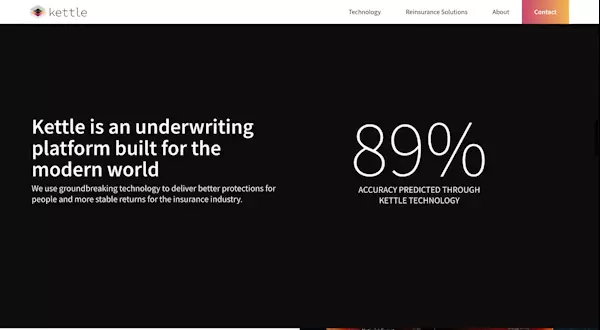 kettle
Technology
Reinsurance Solutions
About
Contact
Kettle is an underwriting
platform built for the
modern world
We use groundbreaking technology to deliver better protections for
people and more stable returns for the insurance industry.
89%
ACCURACY PREDICTED THROUGH
KETTLE TECHNOLOGY